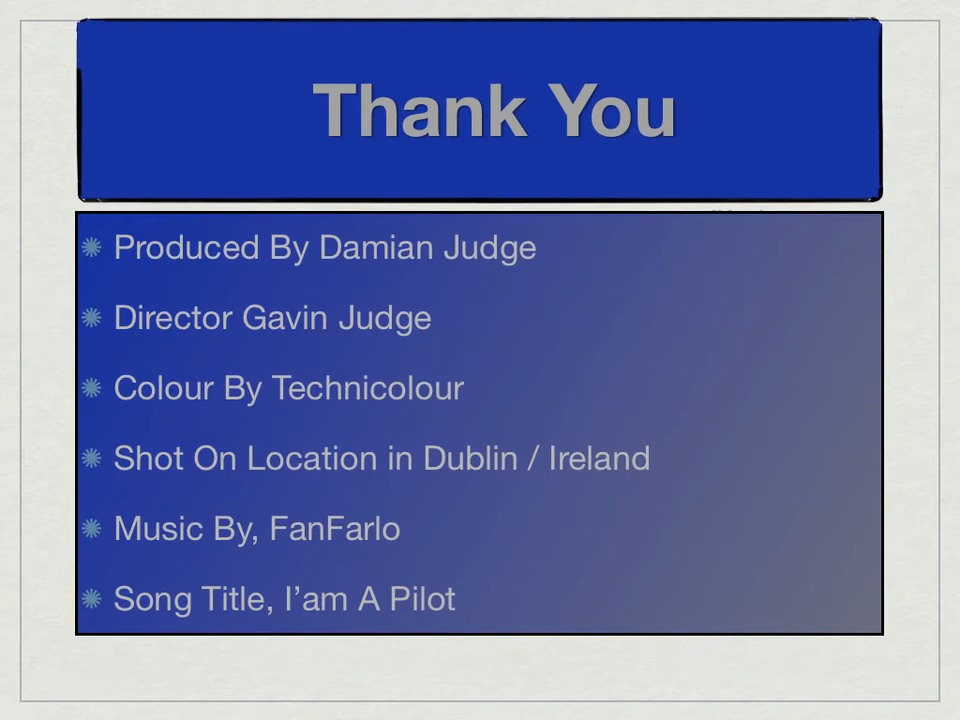 Thank You
Produced By Damian Judge
Director Gavin Judge
Colour By Technicolour
Shot On Location in Dublin / Ireland
Music By, FanFarlo
Song Title, I’am A Pilot